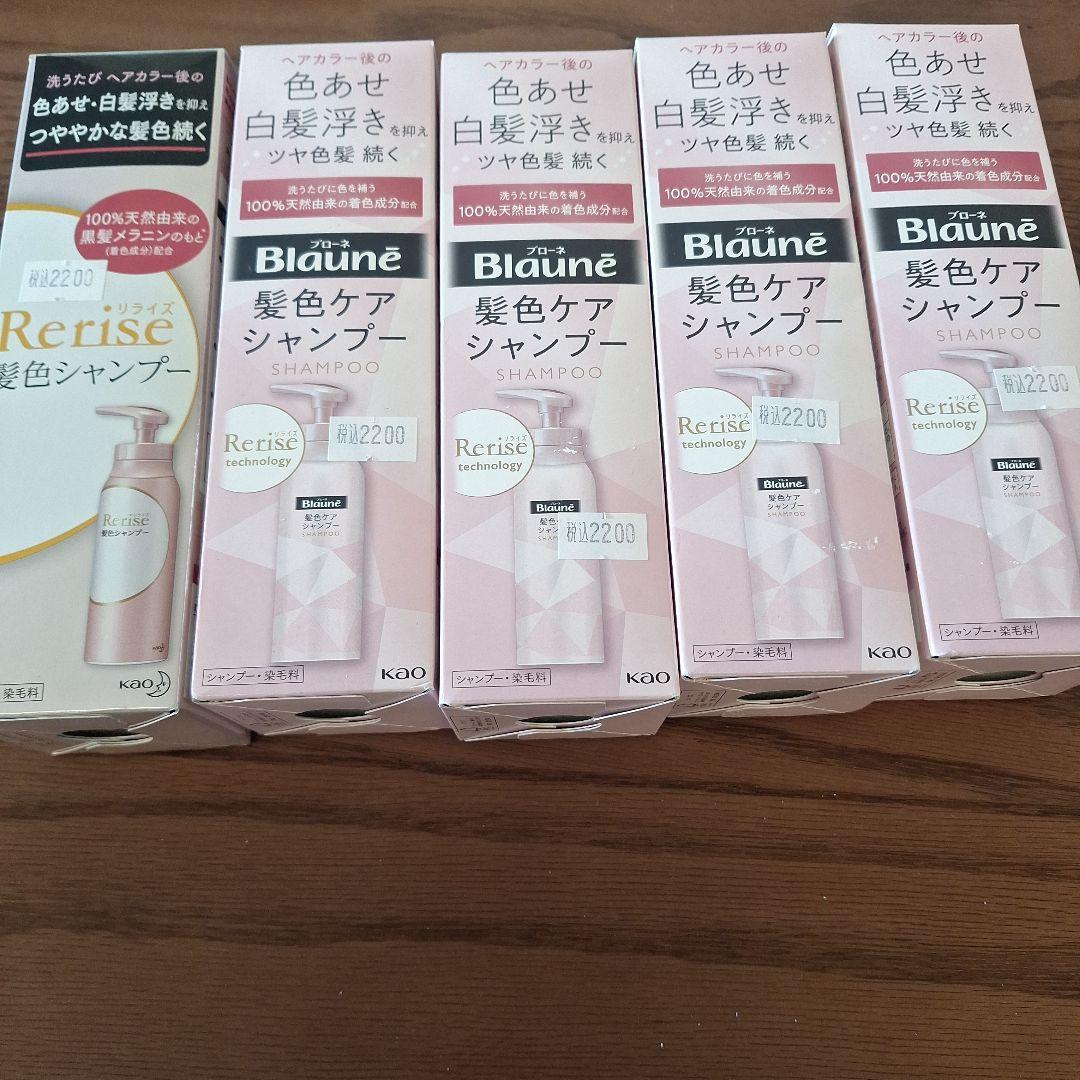 洗うたび ヘアカラー後の
色あせ・白髪浮きを抑え
つややかな髪色続く
100%天然由来の
黒髪メラニンのもと
(着色成分)配合
税込2200
リライズ
Rerise
髪色シャンプー
Rerise
髪色シャンプー
染毛料
Kao
ヘアカラー後の
色あせ
白髪浮きを抑え
ツヤ色髪 続く
洗うたびに色を補う
100%天然由来の着色成分配合
ブローネ
Blaunē
髪色ケア
シャンプー
SHAMPOO
リライズ
Rerise
technology
税込2200
Blaunē
髪色ケア
シャンプー
SHAMPOO
シャンプー・染毛料
Kao
ヘアカラー後の
色あせ
白髪浮きを抑え
ツヤ色髪 続く
洗うたびに色を補う
100%天然由来の着色成分配合
ブローネ
Blaunē
髪色ケア
シャンプー
SHAMPOO
リライズ
Rerise
technology
Blaunē
税込2200
シャンプー・染毛料
Kao
ヘアカラー後の
色あせ
白髪浮きを抑え
ツヤ色髪 続く
洗うたびに色を補う
100%天然由来の着色成分配合
ブローネ
Blaunē
髪色ケア
シャンプー
SHAMPOO
リライズ
Rerise
technology
税込2200
Blaunē
髪色ケア
シャンプー
SHAMPOO
シャンプー・染毛料
Kao
ヘアカラー後の
色あせ
白髪浮きを抑え
ツヤ色髪 続く
洗うたびに色を補う
100%天然由来の着色成分配合
ブローネ
Blaunē
髪色ケア
シャンプー
SHAMPOO
リライズ
Rerise
technology
税込2200
Blaunē
髪色ケア
シャンプー
SHAMPOO
シャンプー・染毛料